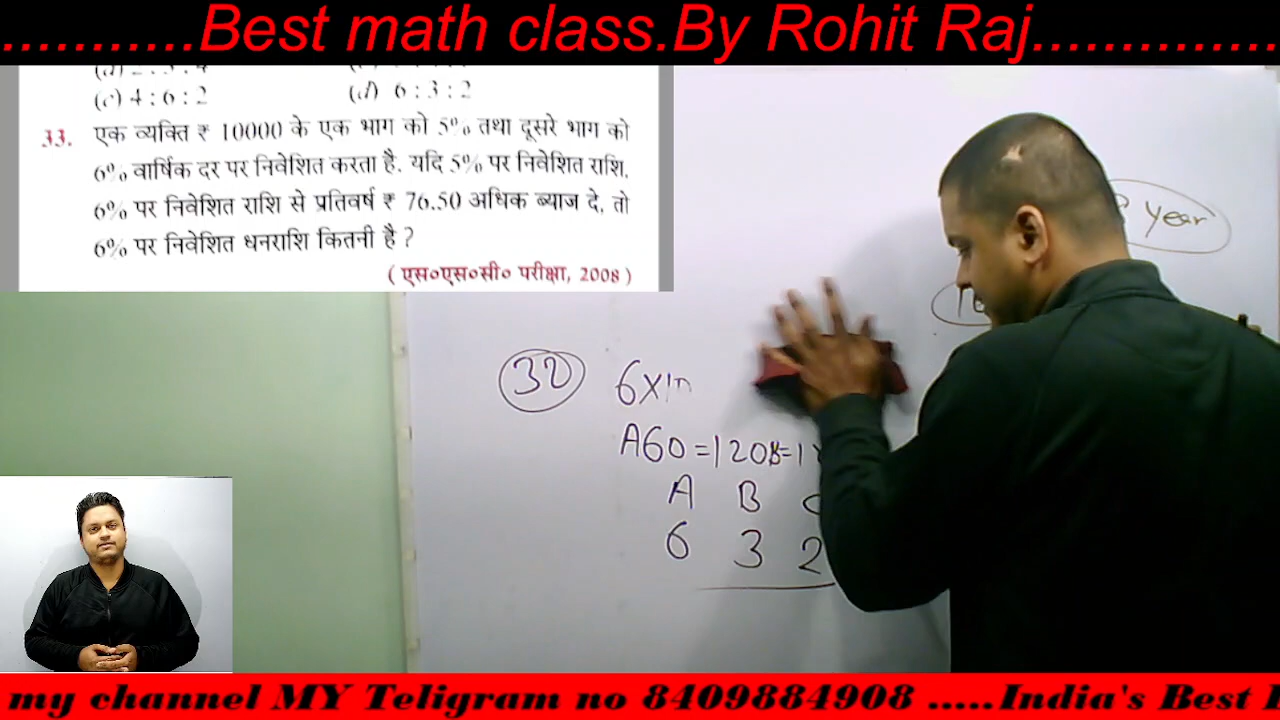 ...........Best math class.By Rohit Raj..............
(c) 4 : 6 : 2 (d) 6 : 3 : 2
33. एक व्यक्ति ₹ 10000 के एक भाग को 5% तथा दूसरे भाग को
6% वार्षिक दर पर निवेशित करता है. यदि 5% पर निवेशित राशि,
6% पर निवेशित राशि से प्रतिवर्ष ₹ 76.50 अधिक ब्याज दे, तो
6% पर निवेशित धनराशि कितनी है ?
( एस०एस०सी० परीक्षा, 2008 )
Year
32 6x1
A60=120B=1
A B C
6 3 2
my channel MY Teligram no 8409884908 .....India's Best